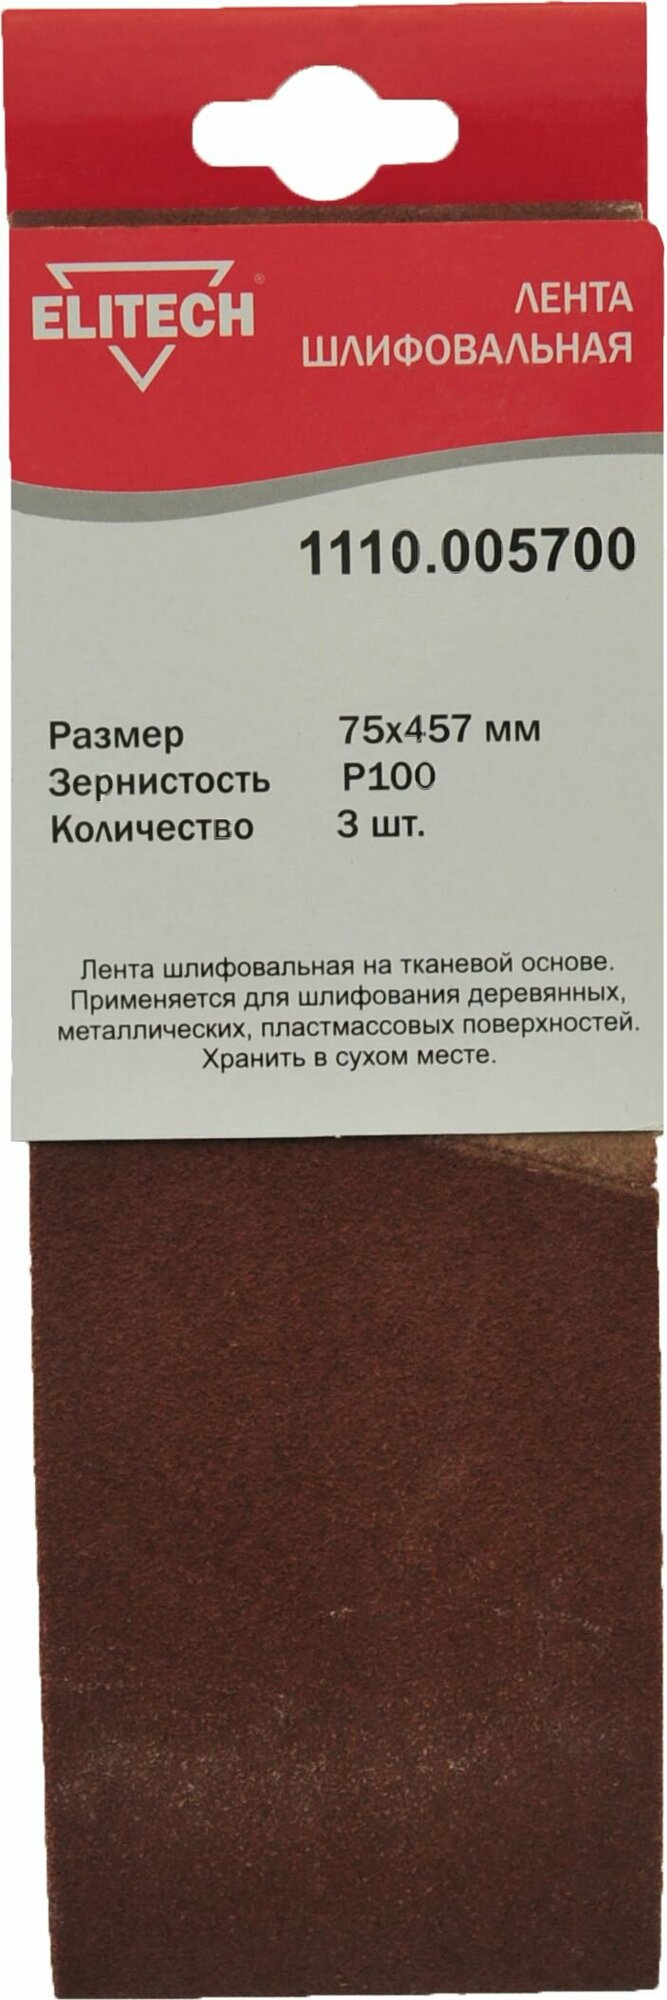 ELITECH®
ЛЕНТА
ШЛИФОВАЛЬНАЯ
1110.005700
Размер 75x457 мм
Зернистость P100
Количество 3 шт.
Лента шлифовальная на тканевой основе.
Применяется для шлифования деревянных,
металлических, пластмассовых поверхностей.
Хранить в сухом месте.